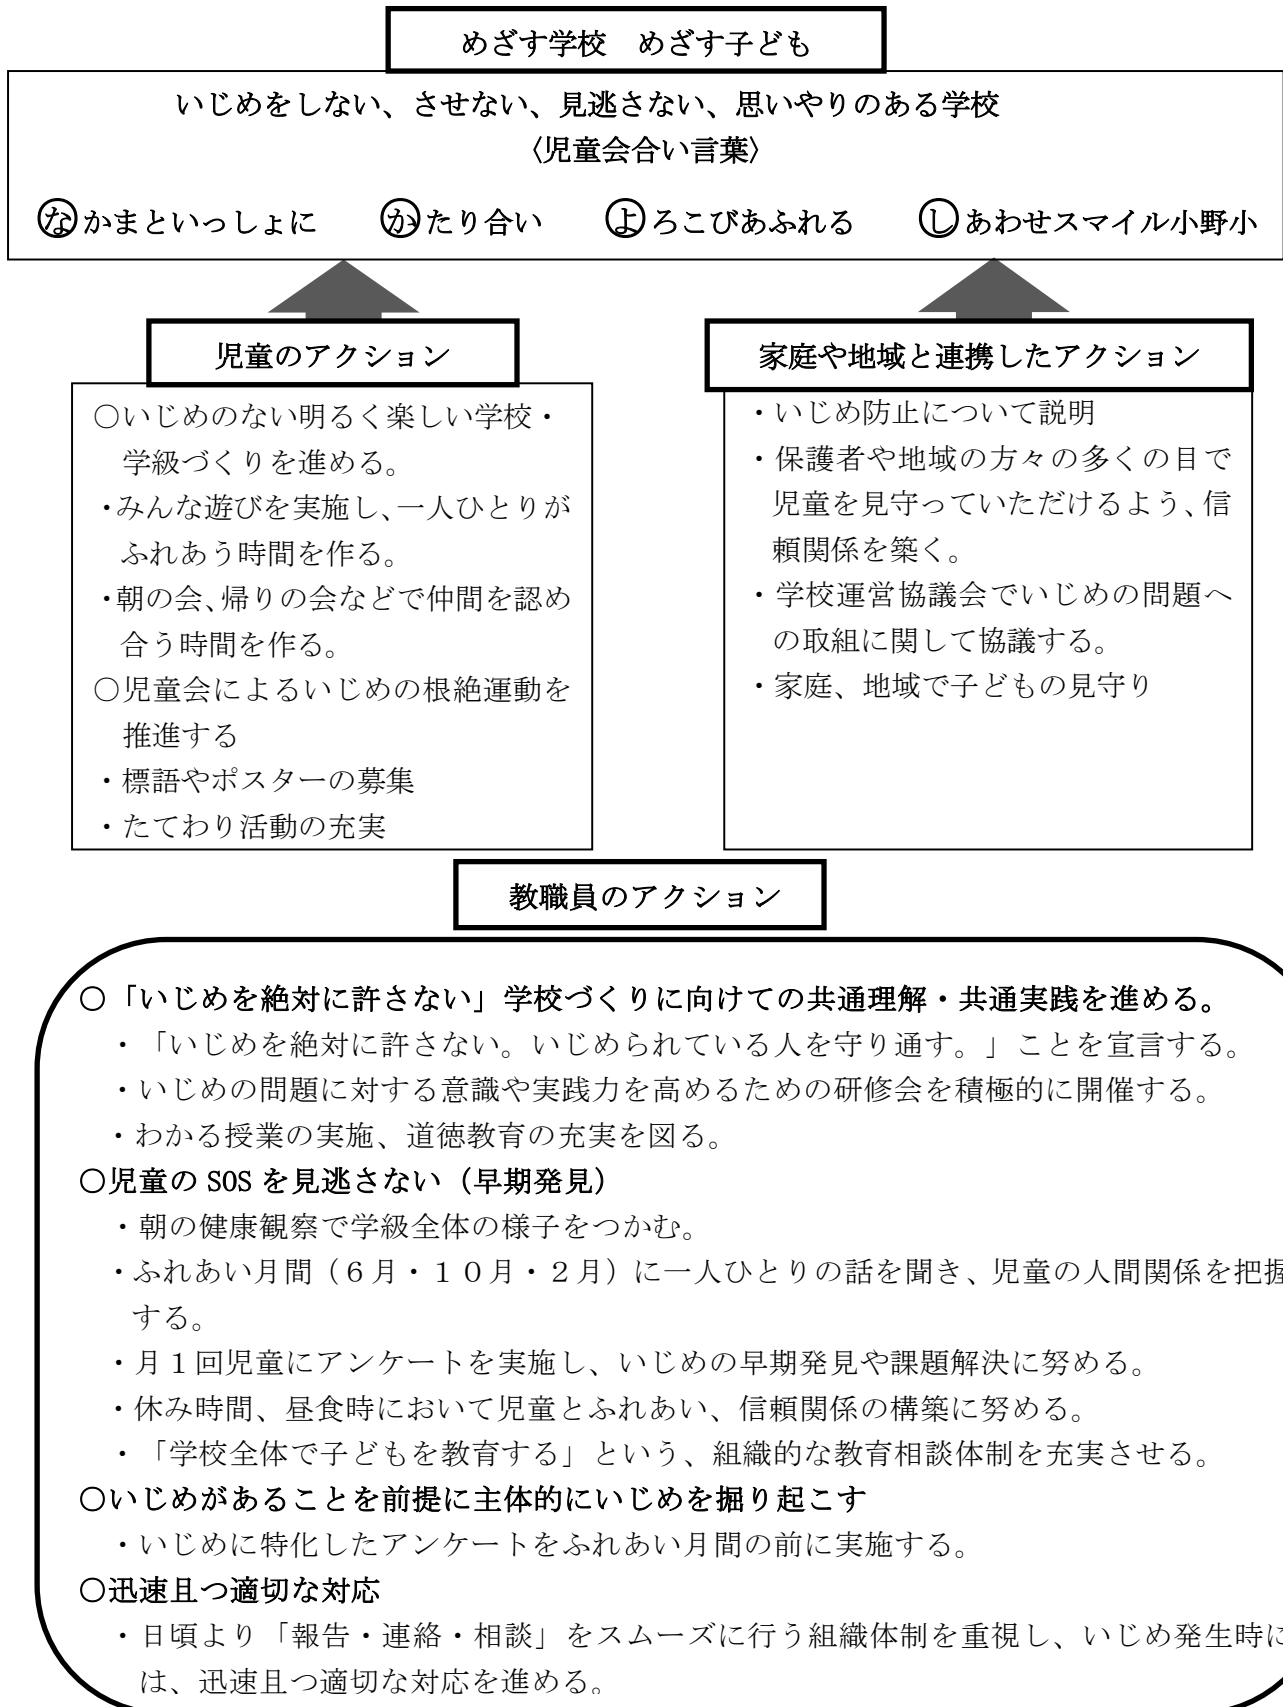 めざす学校　めざす子ども
いじめをしない、させない、見逃さない、思いやりのある学校
〈児童会合い言葉〉
なかまといっしょに　かたり合い　よろこびあふれる　しあわせスマイル小野小
児童のアクション
○いじめのない明るく楽しい学校・
学級づくりを進める。
・みんな遊びを実施し、一人ひとりが
ふれあう時間を作る。
・朝の会、帰りの会などで仲間を認め
合う時間を作る。
○児童会によるいじめの根絶運動を
推進する
・標語やポスターの募集
・たてわり活動の充実
家庭や地域と連携したアクション
・いじめ防止について説明
・保護者や地域の方々の多くの目で
児童を見守っていただけるよう、信
頼関係を築く。
・学校運営協議会でいじめの問題へ
の取組に関して協議する。
・家庭、地域で子どもの見守り
教職員のアクション
○「いじめを絶対に許さない」学校づくりに向けての共通理解・共通実践を進める。
・「いじめを絶対に許さない。いじめられている人を守り通す。」ことを宣言する。
・いじめの問題に対する意識や実践力を高めるための研修会を積極的に開催する。
・わかる授業の実施、道徳教育の充実を図る。
○児童の SOS を見逃さない（早期発見）
・朝の健康観察で学級全体の様子をつかむ。
・ふれあい月間（６月・１０月・２月）に一人ひとりの話を聞き、児童の人間関係を把握
する。
・月１回児童にアンケートを実施し、いじめの早期発見や課題解決に努める。
・休み時間、昼食時において児童とふれあい、信頼関係の構築に努める。
・「学校全体で子どもを教育する」という、組織的な教育相談体制を充実させる。
○いじめがあることを前提に主体的にいじめを掘り起こす
・いじめに特化したアンケートをふれあい月間の前に実施する。
○迅速且つ適切な対応
・日頃より「報告・連絡・相談」をスムーズに行う組織体制を重視し、いじめ発生時に
は、迅速且つ適切な対応を進める。